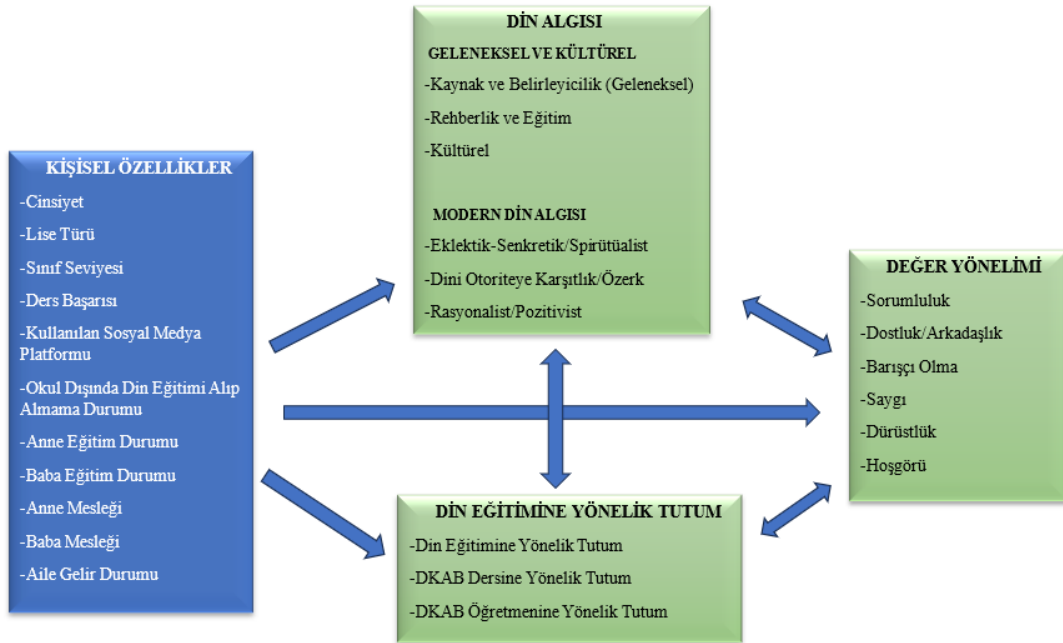 KİŞİSEL ÖZELLİKLER
-Cinsiyet
-Lise Türü
-Sınıf Seviyesi
-Ders Başarısı
-Kullanılan Sosyal Medya
Platformu
-Okul Dışında Din Eğitimi Alıp
Almama Durumu
-Anne Eğitim Durumu
-Baba Eğitim Durumu
-Anne Mesleği
-Baba Mesleği
-Aile Gelir Durumu
DİN ALGISI
GELENEKSEL VE KÜLTÜREL
-Kaynak ve Belirleyicilik (Geleneksel)
-Rehberlik ve Eğitim
-Kültürel
MODERN DİN ALGISI
-Eklektik-Senkretik/Spirütüalist
-Dini Otoriteye Karşıtlık/Özerk
-Rasyonalist/Pozitivist
DİN EĞİTİMİNE YÖNELİK TUTUM
-Din Eğitimine Yönelik Tutum
-DKAB Dersine Yönelik Tutum
-DKAB Öğretmenine Yönelik Tutum
DEĞER YÖNELİMİ
-Sorumluluk
-Dostluk/Arkadaşlık
-Barışçı Olma
-Saygı
-Dürüstlük
-Hoşgörü